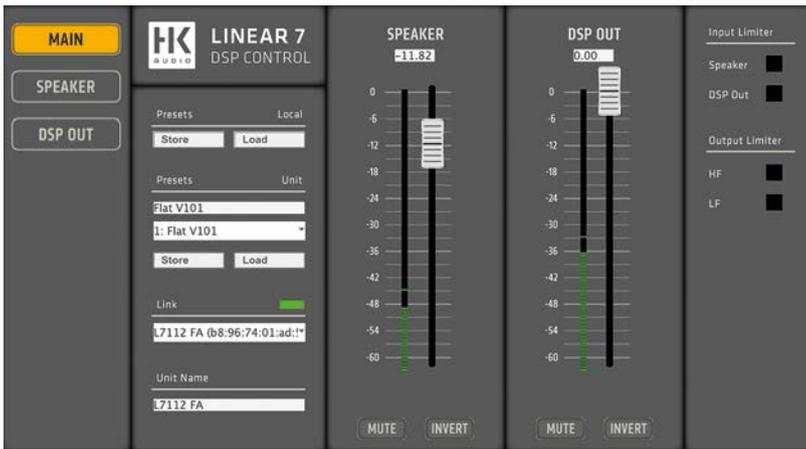 MAIN
SPEAKER
DSP OUT
HK
AUDIO
LINEAR 7
DSP CONTROL
Presets Local
Store Load
Presets Unit
Flat V101
1: Flat V101
Store Load
Link
L7112 FA (b8:96:74:01:ad:!
Unit Name
L7112 FA
SPEAKER
-11.82
0
-6
-12
-18
-24
-30
-36
-42
-48
-54
-60
MUTE INVERT
DSP OUT
0.00
0
-6
-12
-18
-24
-30
-36
-42
-48
-54
-60
MUTE INVERT
Input Limiter
Speaker
DSP Out
Output Limiter
HF
LF